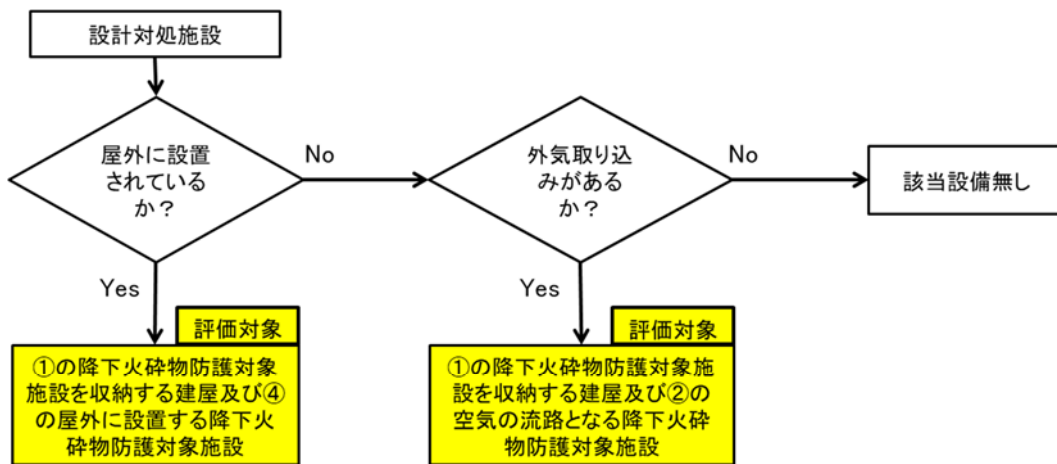 設計対処施設
屋外に設置
されている
か？
No
外気取り込
みがある
か？
No
該当設備無し
Yes
評価対象
①の降下火砕物防護対象
施設を収納する建屋及び④
の屋外に設置する降下火
砕物防護対象施設
Yes
評価対象
①の降下火砕物防護対象施
設を収納する建屋及び②の
空気の流路となる降下火砕
物防護対象施設